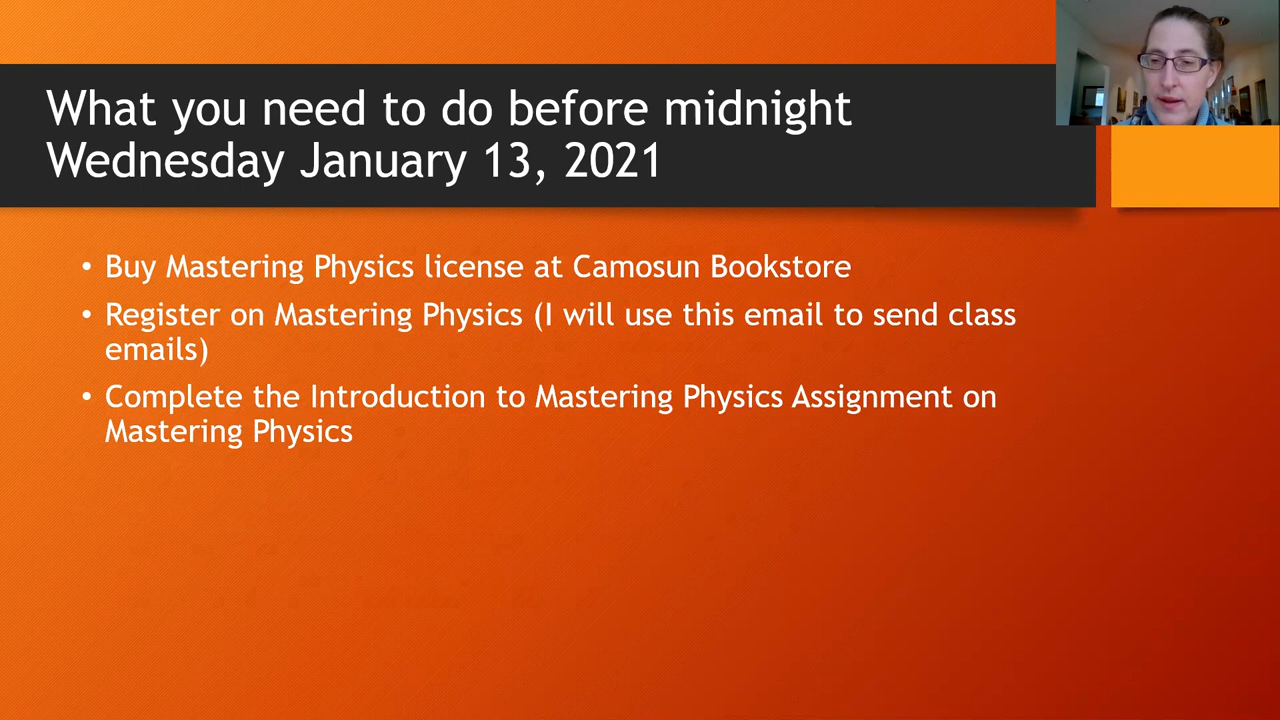 What you need to do before midnight
Wednesday January 13, 2021
• Buy Mastering Physics license at Camosun Bookstore
• Register on Mastering Physics (I will use this email to send class
emails)
• Complete the Introduction to Mastering Physics Assignment on
Mastering Physics